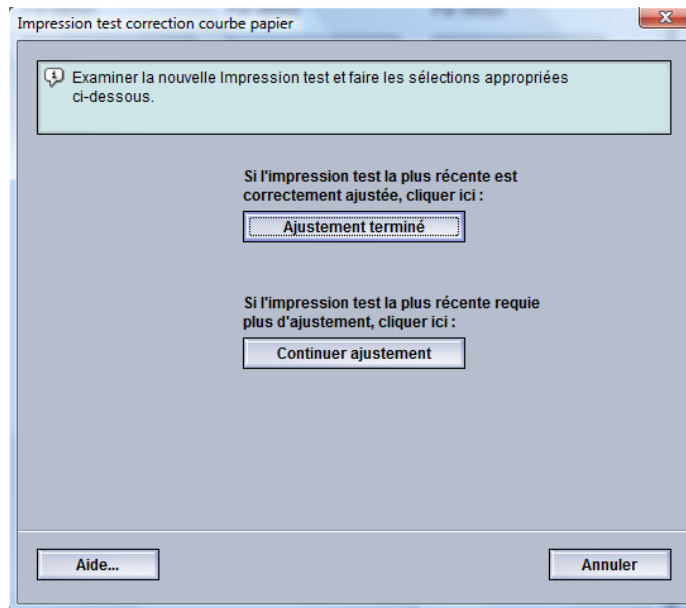 Impression test correction courbe papier
Examiner la nouvelle Impression test et faire les sélections appropriées
ci-dessous.
Si l'impression test la plus récente est
correctement ajustée, cliquer ici :
Ajustement terminé
Si l'impression test la plus récente requie
plus d'ajustement, cliquer ici :
Continuer ajustement
Aide...
Annuler